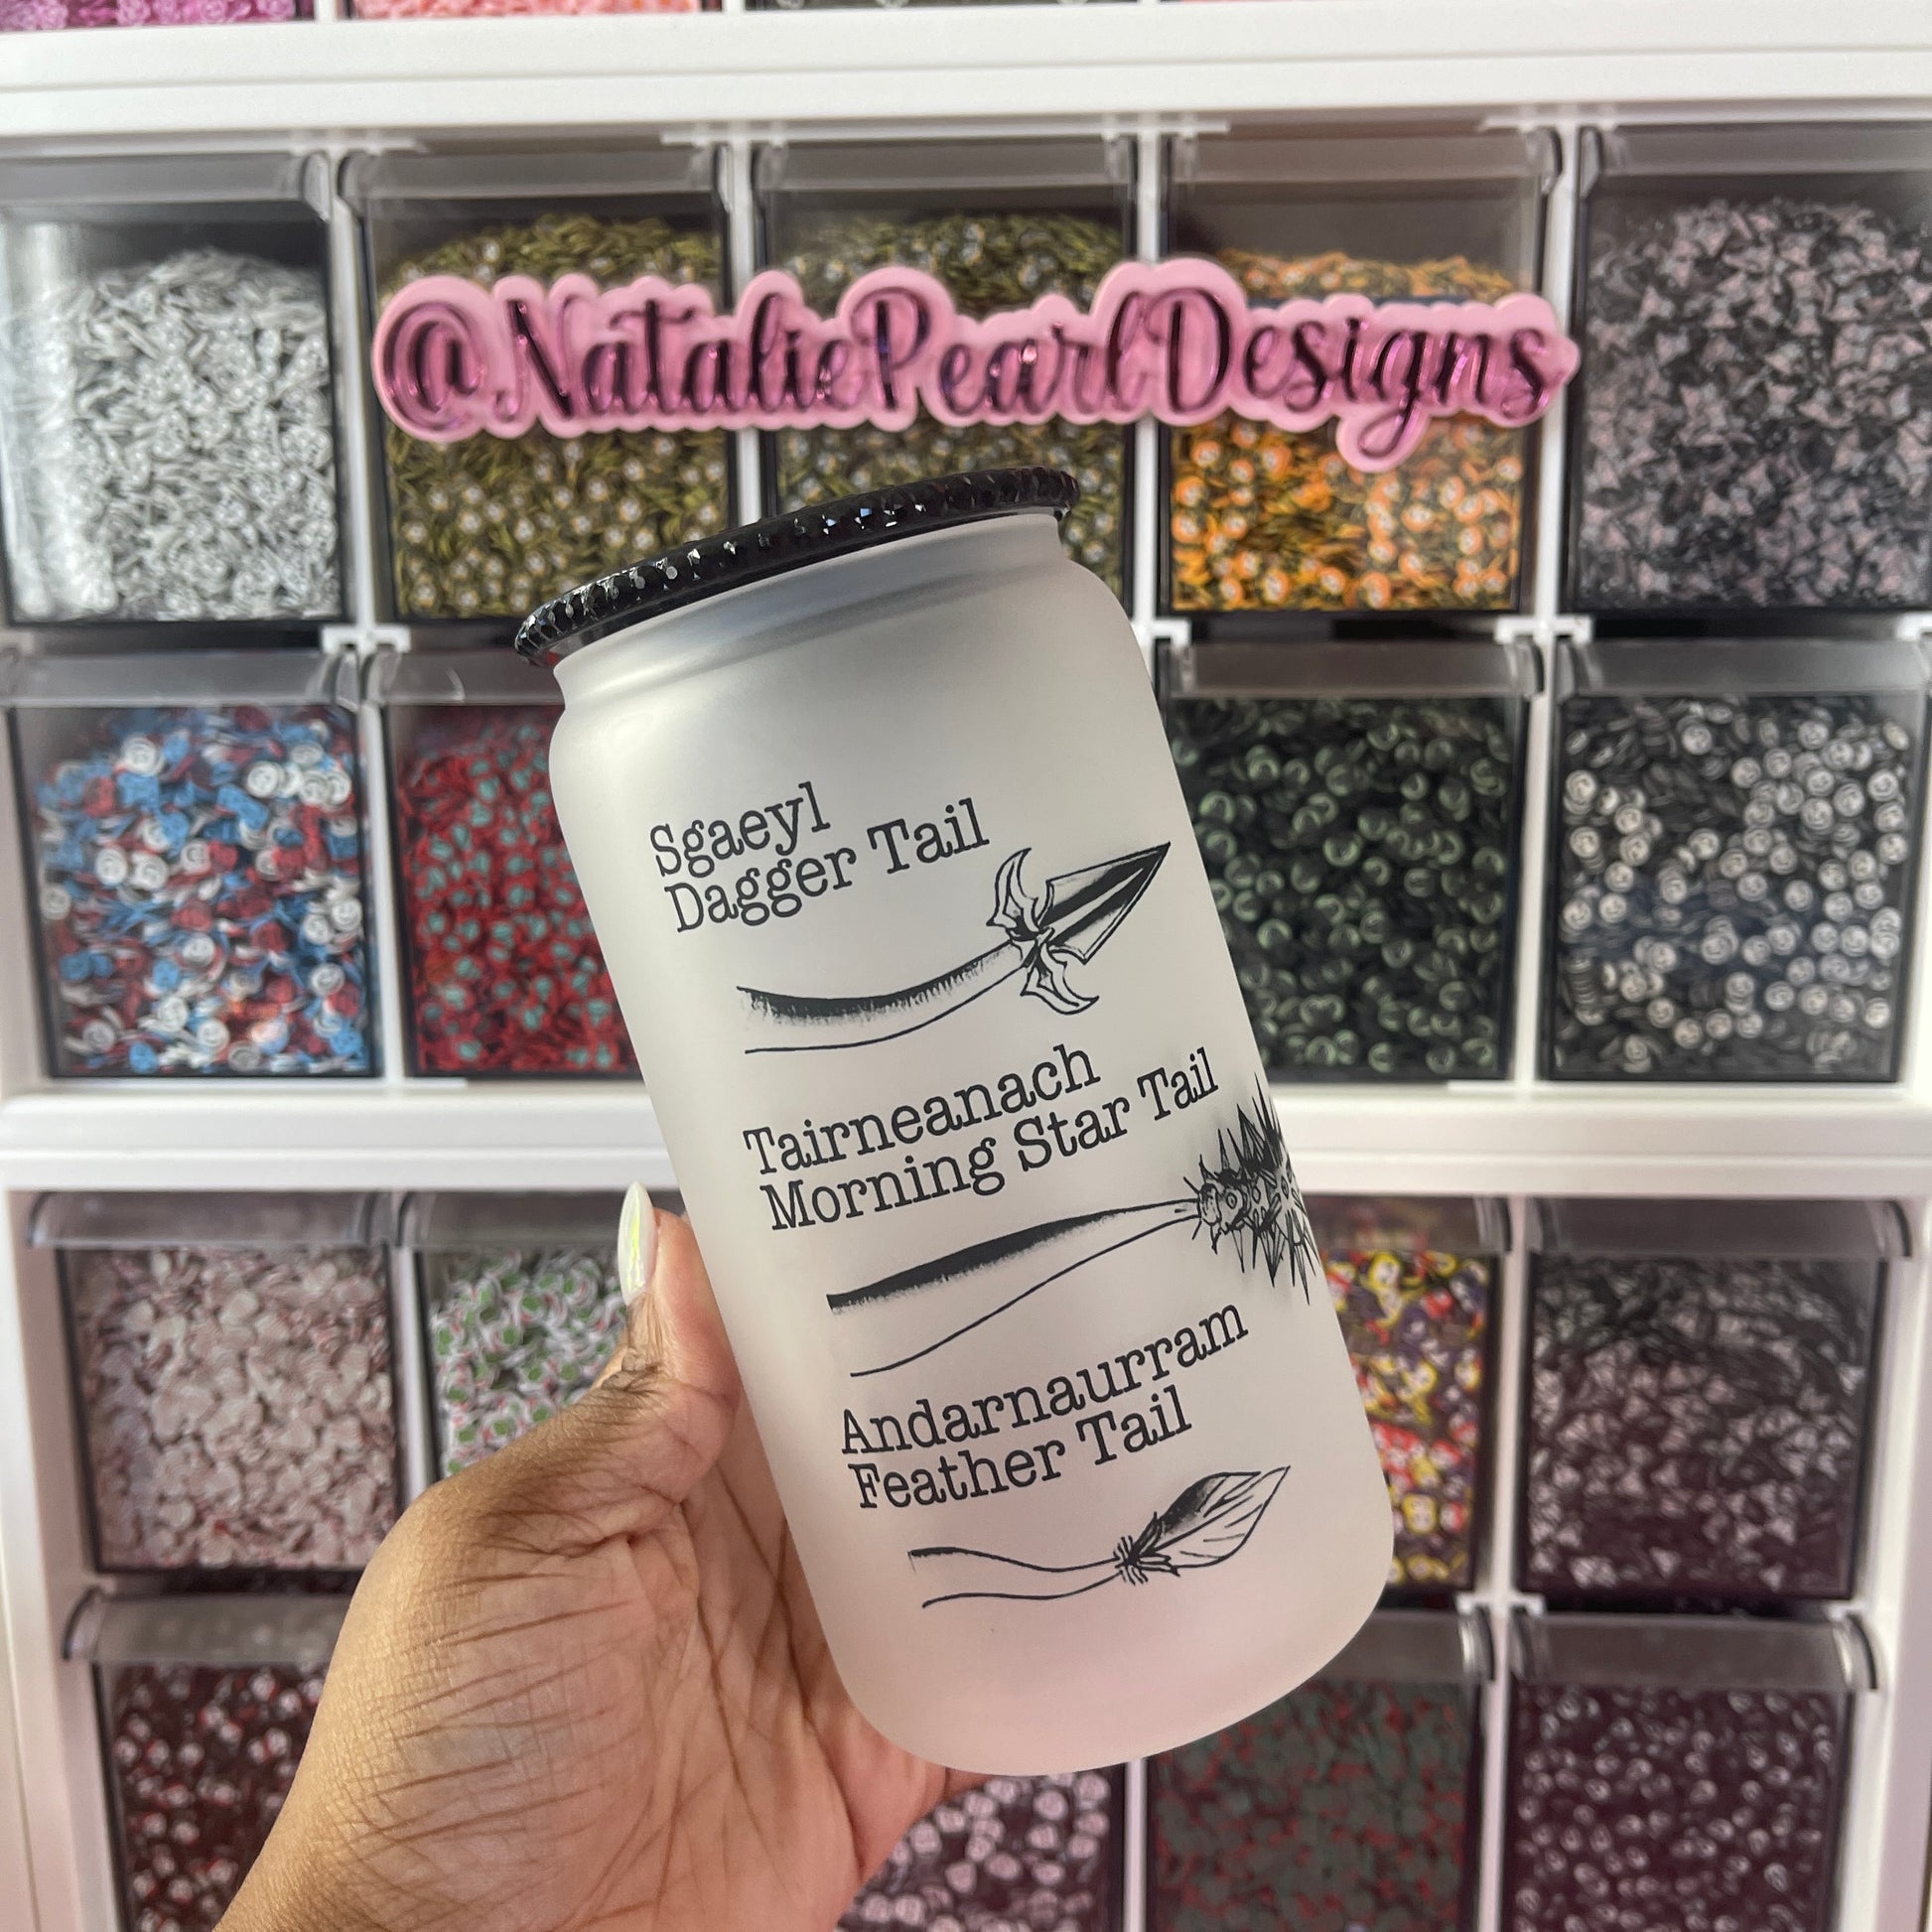 @NataliePearlDesigns
Sgaeyl
Dagger Tail
Tairneanach
Morning Star Tail
Andarnaurram
Feather Tail